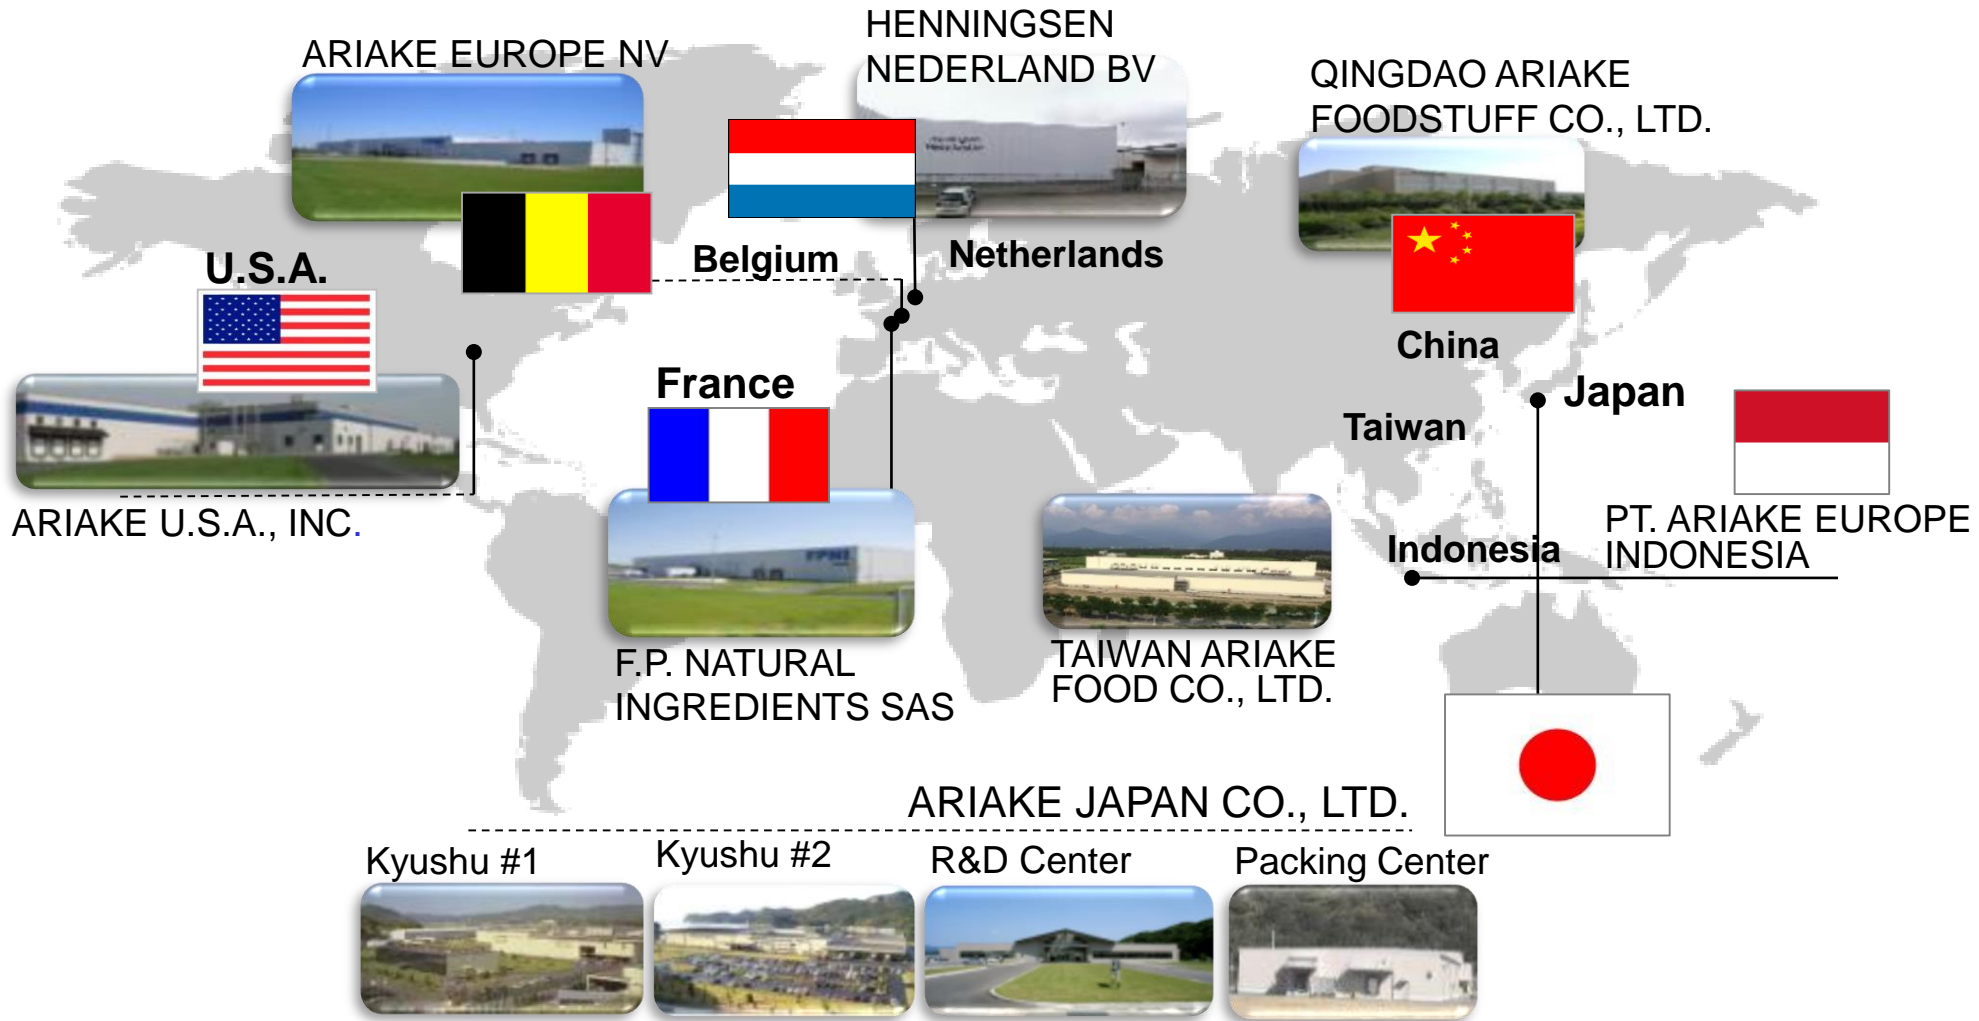 ARIAKE EUROPE NV
HENNINGSEN
NEDERLAND BV
QINGDAO ARIAKE
FOODSTUFF CO., LTD.
Belgium
Netherlands
U.S.A.
China
France
Japan
Taiwan
ARIAKE U.S.A., INC.
PT. ARIAKE EUROPE
INDONESIA
Indonesia
FPNI
F.P. NATURAL
INGREDIENTS SAS
TAIWAN ARIAKE
FOOD CO., LTD.
ARIAKE JAPAN CO., LTD.
Kyushu #1
Kyushu #2
R&D Center
Packing Center